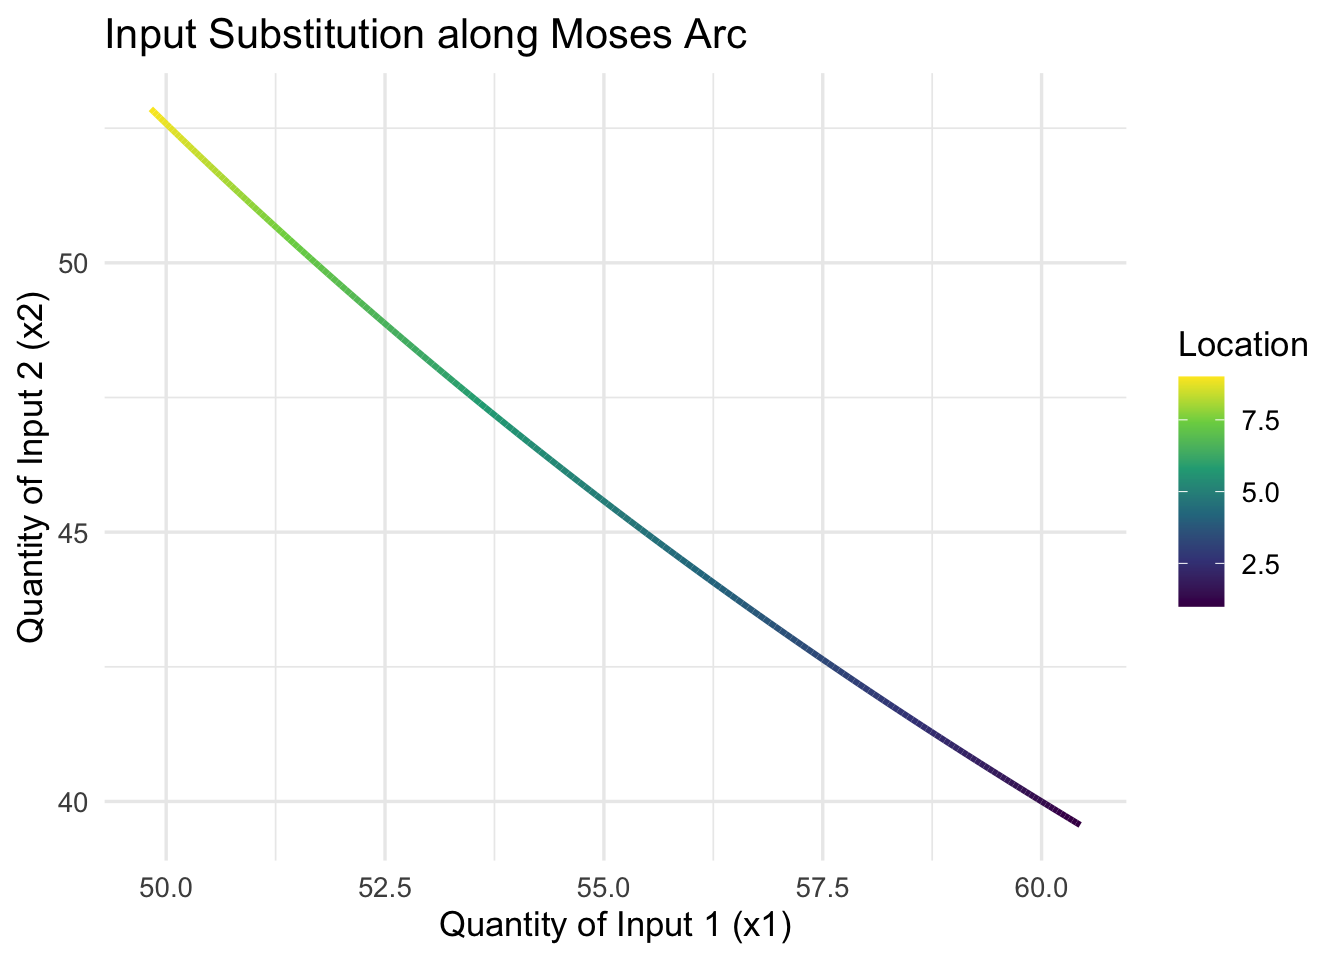 Input Substitution along Moses Arc
Quantity of Input 2 (x2)
50
45
40
50.0 52.5 55.0 57.5 60.0
Quantity of Input 1 (x1)
Location
7.5
5.0
2.5